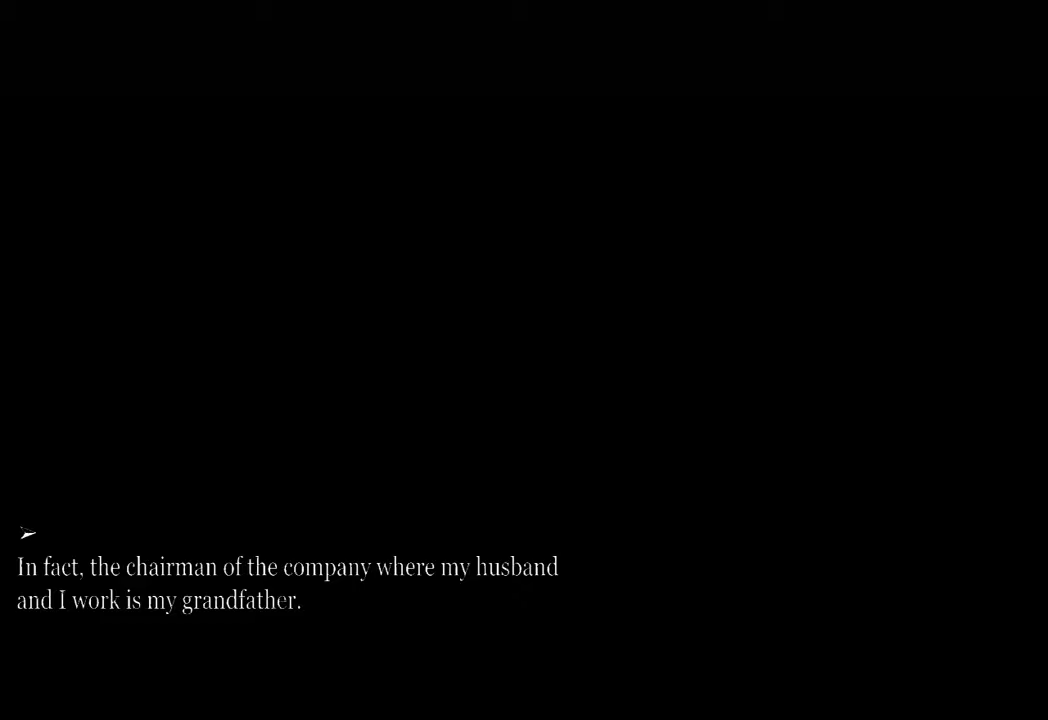 ➢
In fact, the chairman of the company where my husband
and I work is my grandfather.